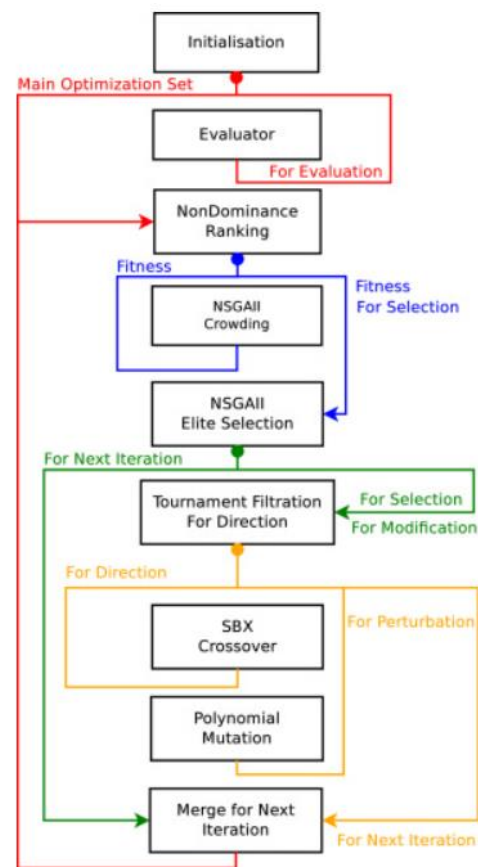 Initialisation
Main Optimization Set
Evaluator
For Evaluation
NonDominance
Ranking
Fitness
Fitness
For Selection
NSGAII
Crowding
NSGAII
Elite Selection
For Next Iteration
Tournament Filtration
For Direction
For Selection
For Modification
For Direction
SBX
Crossover
For Perturbation
Polynomial
Mutation
Merge for Next
Iteration
For Next Iteration